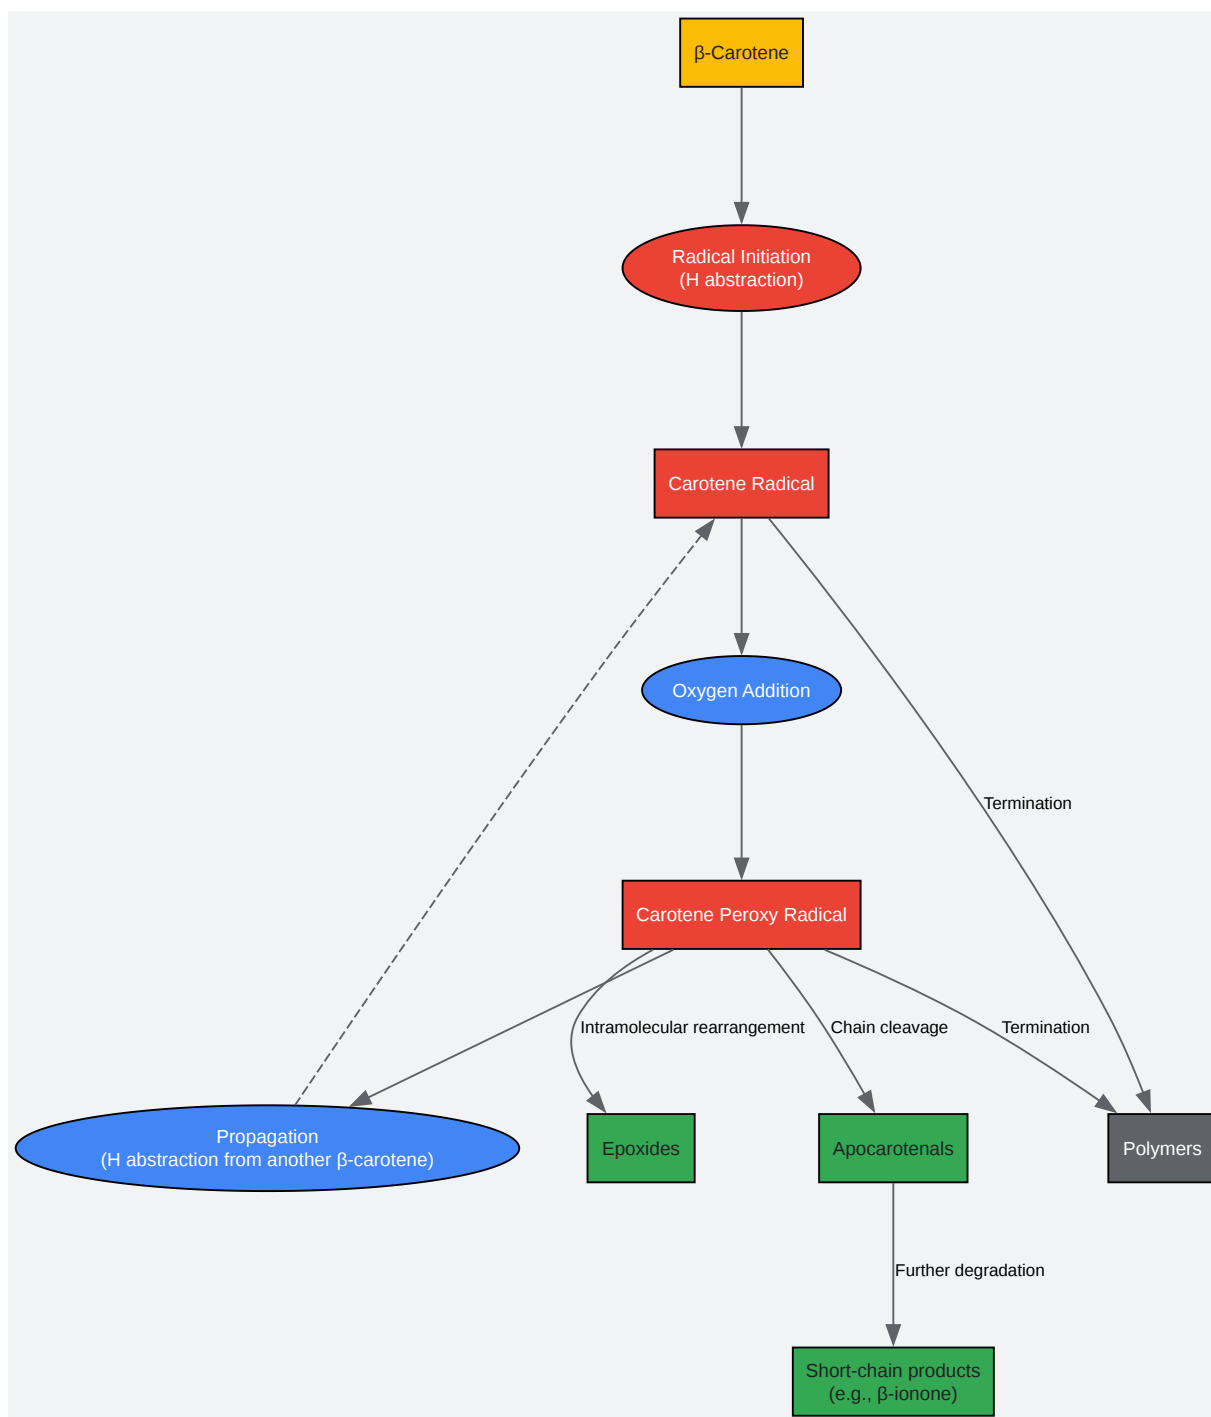 β-Carotene
Radical Initiation
(H abstraction)
Carotene Radical
Oxygen Addition
Termination
Carotene Peroxy Radical
Intramolecular rearrangement
Chain cleavage
Termination
Propagation
(H abstraction from another β-carotene)
Epoxides
Apocarotenals
Polymers
Further degradation
Short-chain products
(e.g., β-ionone)